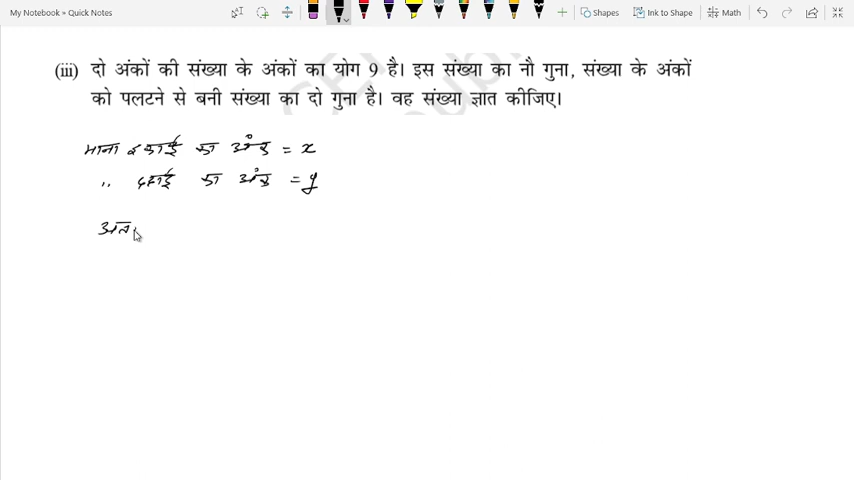 My Notebook » Quick Notes
Shapes
Ink to Shape
Math
(iii) दो अंकों की संख्या के अंकों का योग 9 है। इस संख्या का नौ गुना, संख्या के अंकों
को पलटने से बनी संख्या का दो गुना है। वह संख्या ज्ञात कीजिए।
माना इकाई का अंक = x
,, दहाई का अंक = y
अत